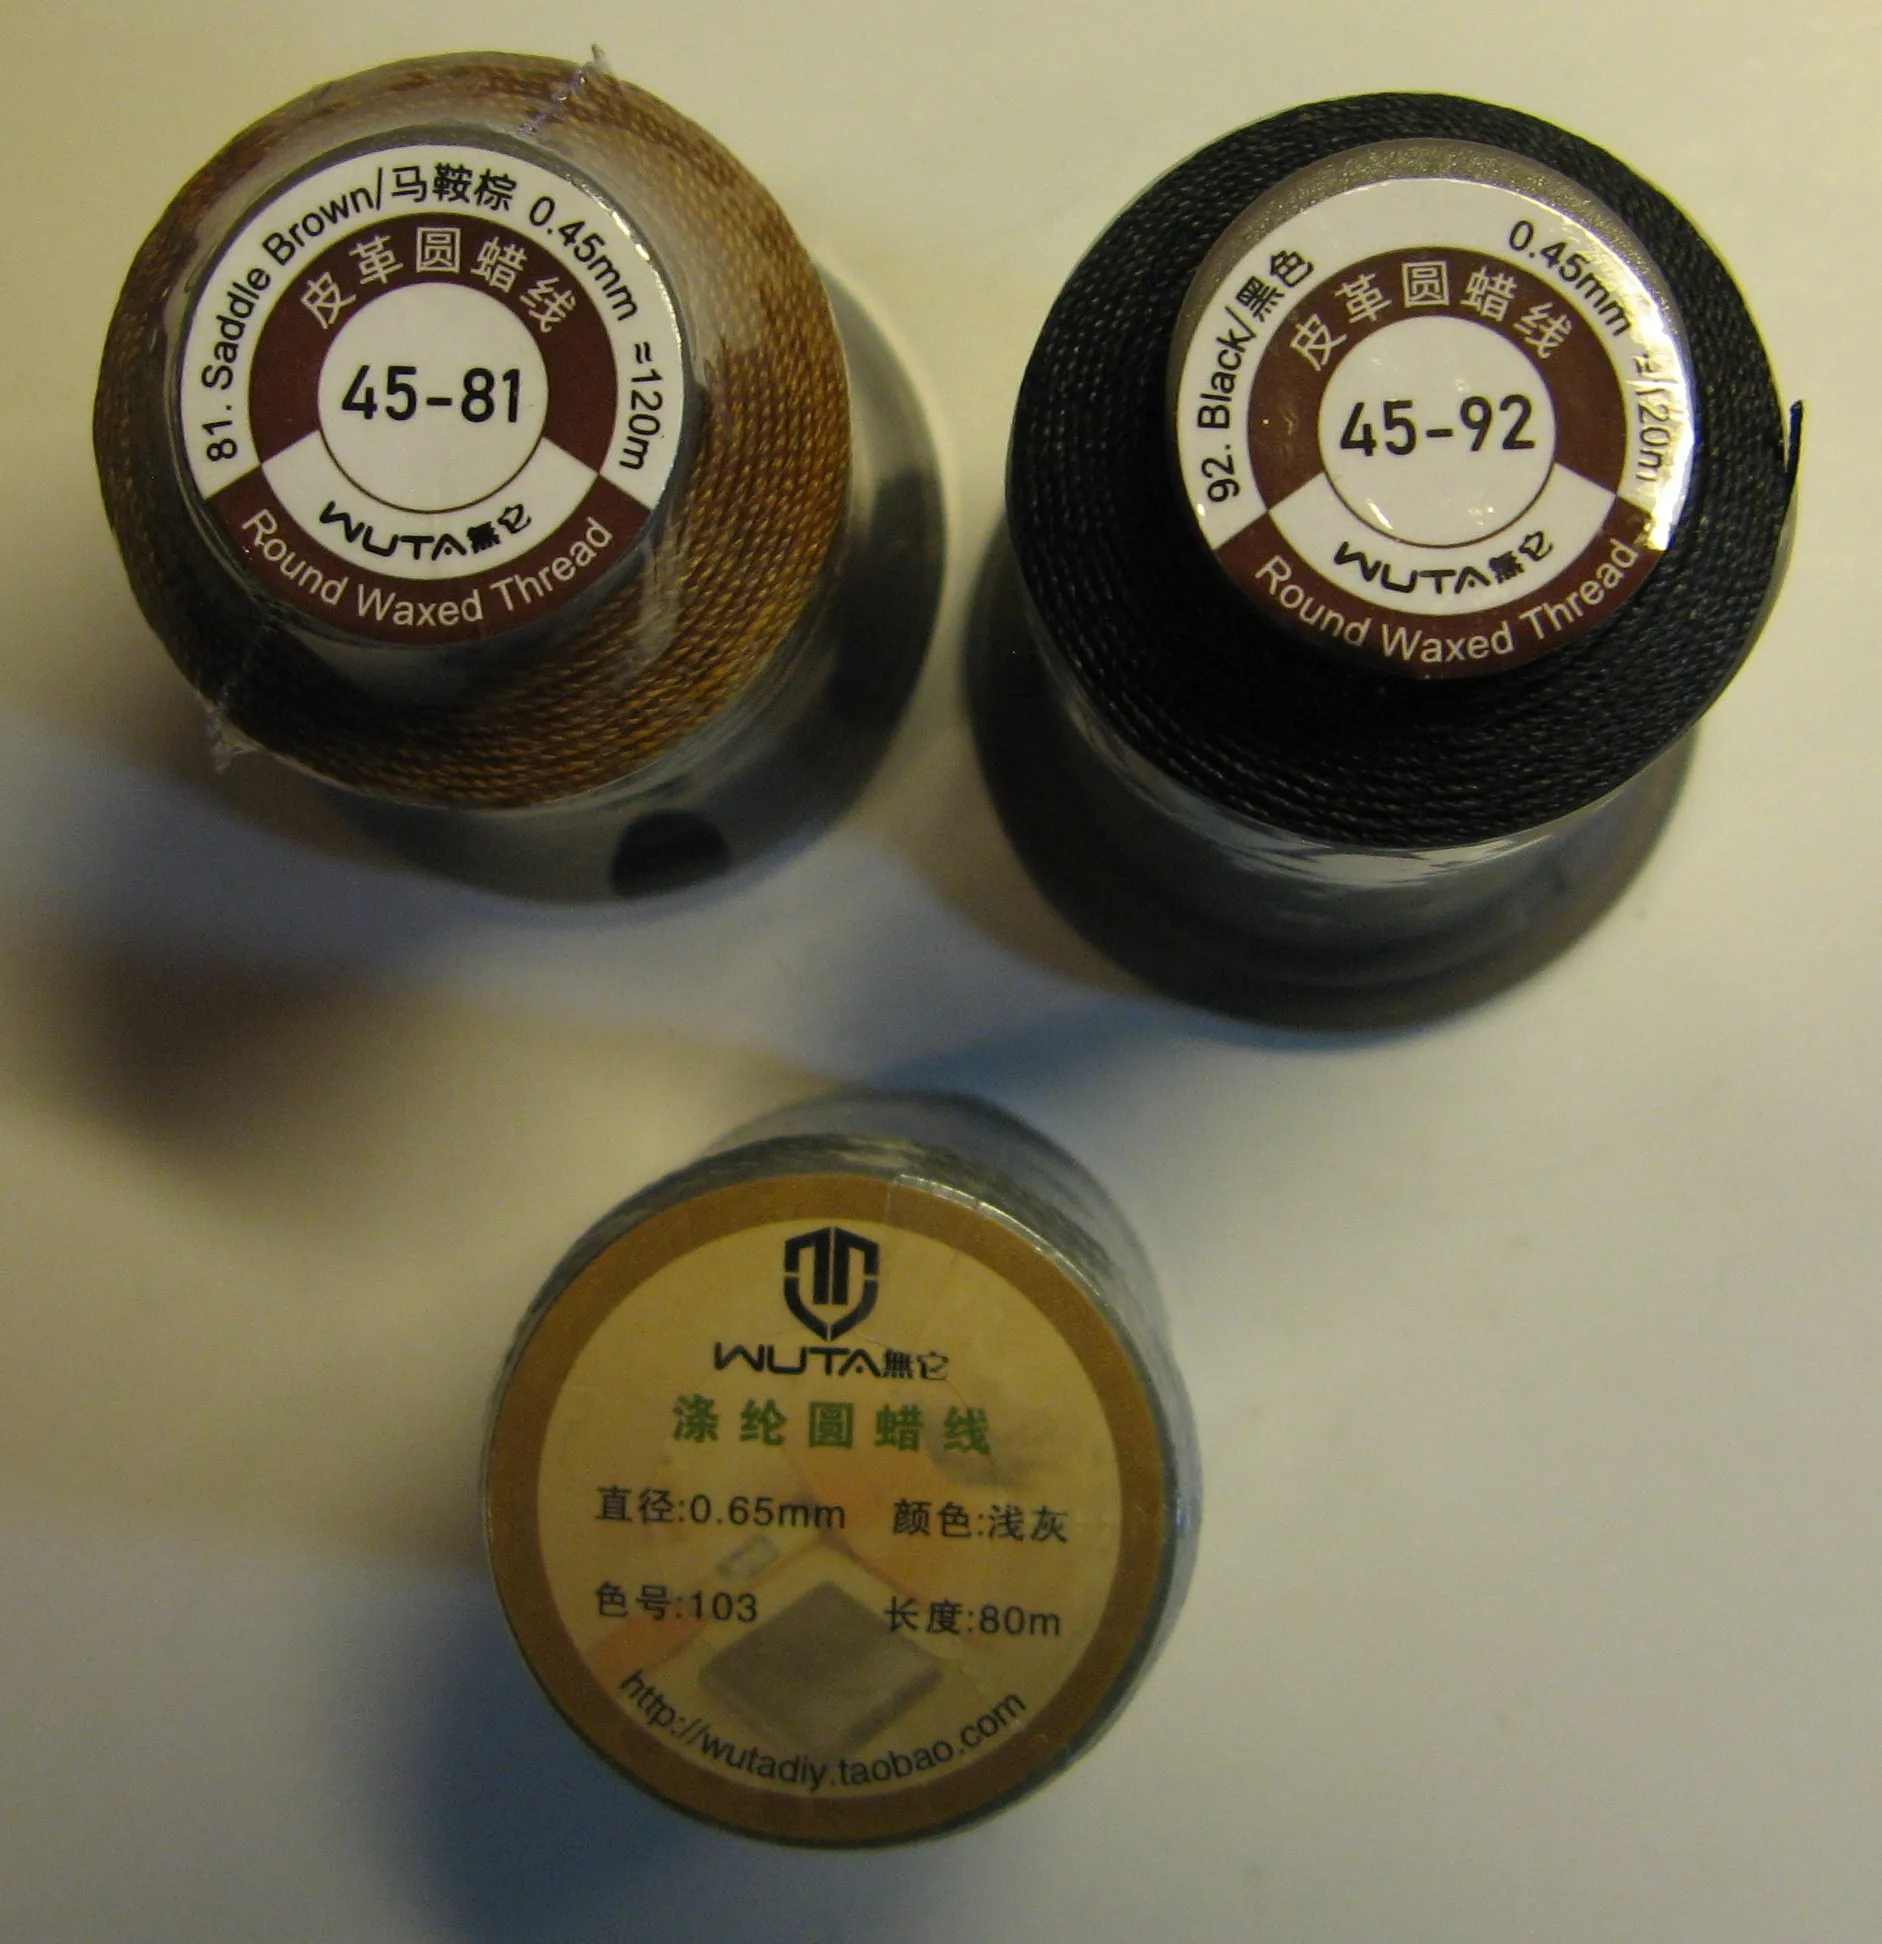 81. Saddle Brown/马鞍棕 0.45mm ≈120m
皮革圆蜡线
45-81
WUTA無它
Round Waxed Thread
92. Black/黑色 0.45mm ≈120m
皮革圆蜡线
45-92
WUTA無它
Round Waxed Thread
WUTA無它
涤纶圆蜡线
直径:0.65mm 颜色:浅灰
色号:103 长度:80m
http://wutadiy.taobao.com